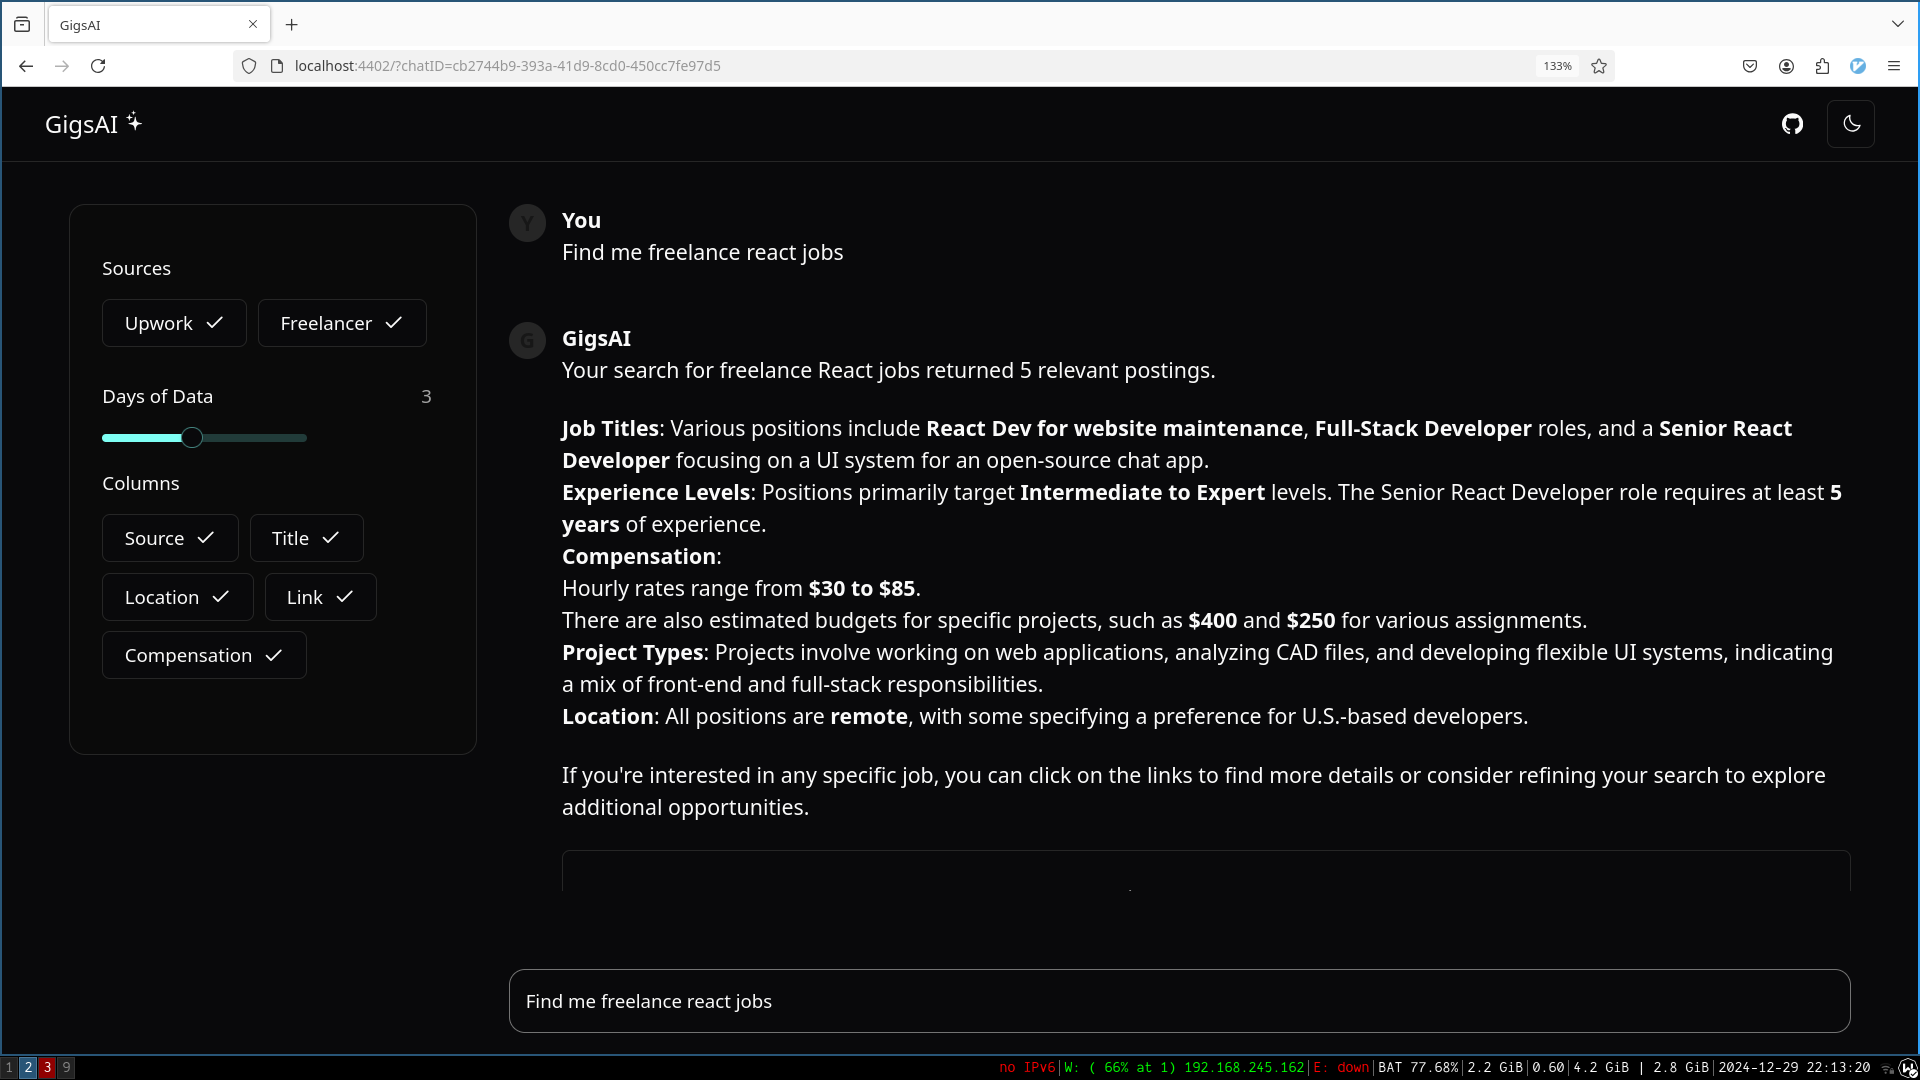 GigsAI
localhost:4402/?chatID=cb2744b9-393a-41d9-8cd0-450cc7fe97d5
133%
GigsAI
Sources
Upwork
Freelancer
Days of Data
3
Columns
Source
Title
Location
Link
Compensation
Y
You
Find me freelance react jobs
G
GigsAI
Your search for freelance React jobs returned 5 relevant postings.
Job Titles: Various positions include React Dev for website maintenance, Full-Stack Developer roles, and a Senior React
Developer focusing on a UI system for an open-source chat app.
Experience Levels: Positions primarily target Intermediate to Expert levels. The Senior React Developer role requires at least 5
years of experience.
Compensation:
Hourly rates range from $30 to $85.
There are also estimated budgets for specific projects, such as $400 and $250 for various assignments.
Project Types: Projects involve working on web applications, analyzing CAD files, and developing flexible UI systems, indicating
a mix of front-end and full-stack responsibilities.
Location: All positions are remote, with some specifying a preference for U.S.-based developers.
If you're interested in any specific job, you can click on the links to find more details or consider refining your search to explore
additional opportunities.
Find me freelance react jobs
1 2 3 9
no IPv6|W: ( 66% at 1) 192.168.245.162|E: down|BAT 77.68%|2.2 GiB|0.60|4.2 GiB | 2.8 GiB|2024-12-29 22:13:20